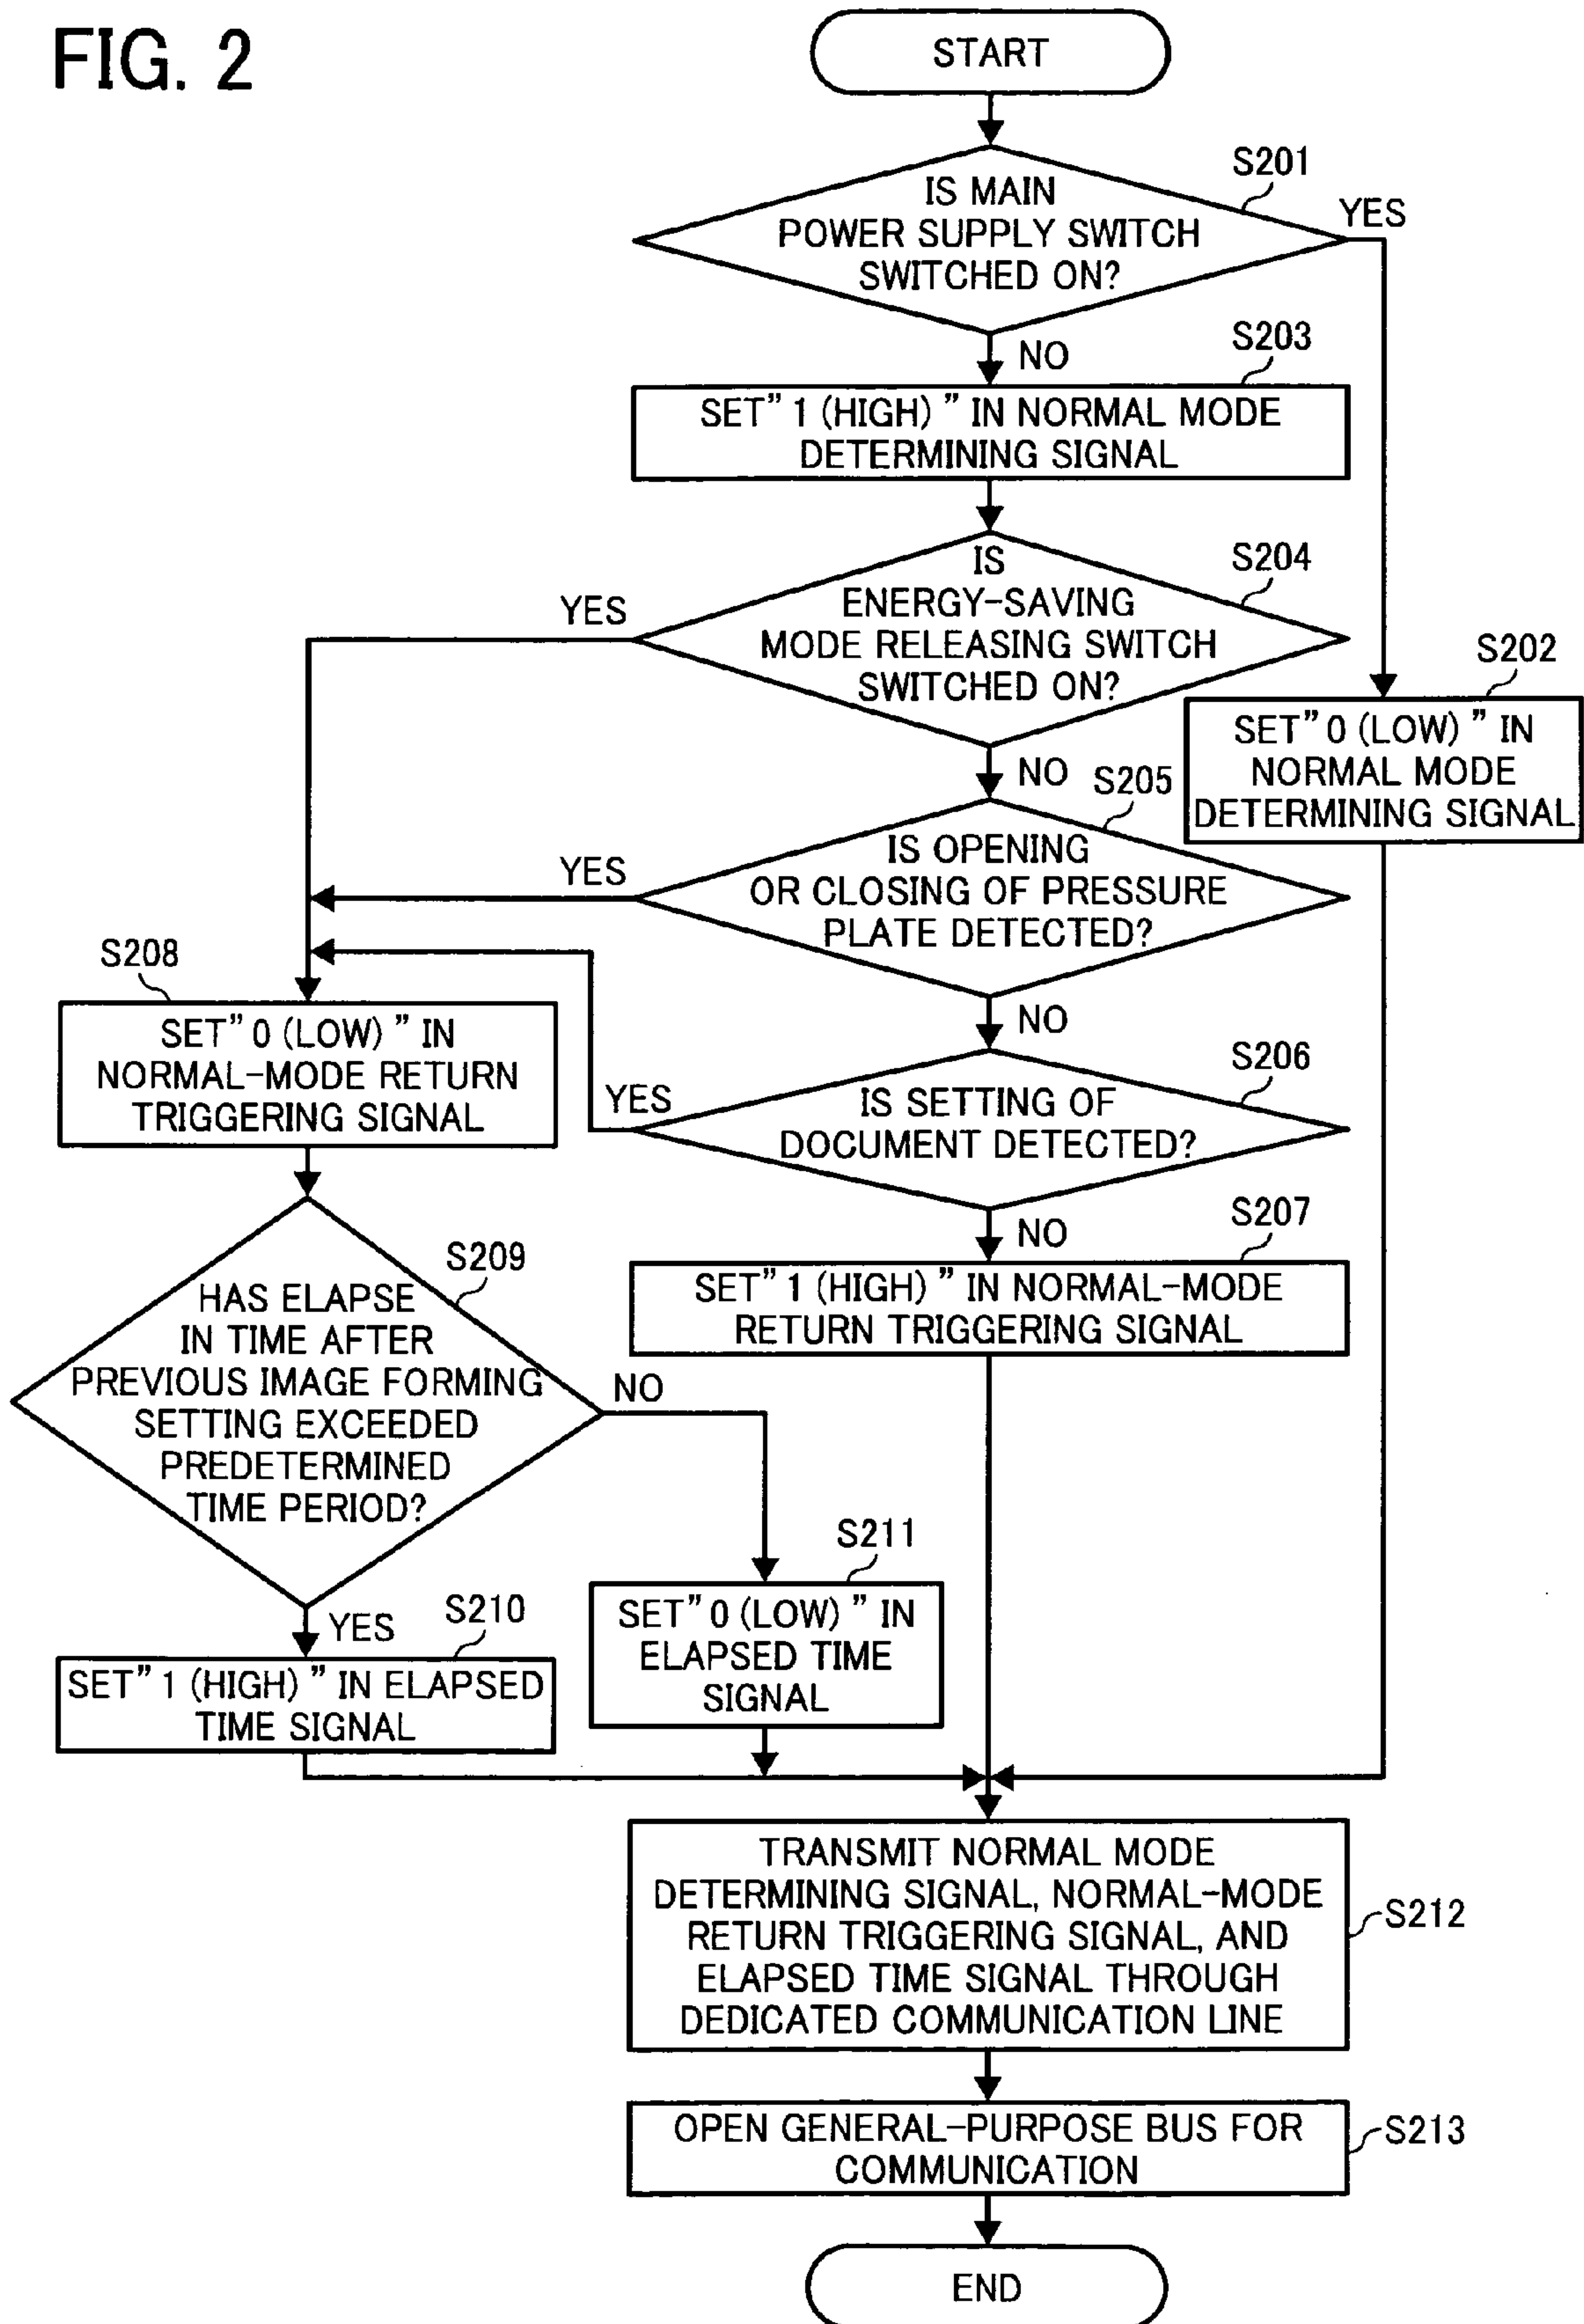 FIG. 2
START
S201
IS MAIN
POWER SUPPLY SWITCH
SWITCHED ON?
YES
NO
S203
SET” 1 (HIGH) ” IN NORMAL MODE
DETERMINING SIGNAL
S204
IS
ENERGY-SAVING
MODE RELEASING SWITCH
SWITCHED ON?
YES
NO
S202
SET” 0 (LOW) ” IN
NORMAL MODE
DETERMINING SIGNAL
S205
IS OPENING
OR CLOSING OF PRESSURE
PLATE DETECTED?
YES
NO
S206
IS SETTING OF
DOCUMENT DETECTED?
YES
NO
S207
SET” 1 (HIGH) ” IN NORMAL-MODE
RETURN TRIGGERING SIGNAL
S208
SET” 0 (LOW) ” IN
NORMAL-MODE RETURN
TRIGGERING SIGNAL
S209
HAS ELAPSE
IN TIME AFTER
PREVIOUS IMAGE FORMING
SETTING EXCEEDED
PREDETERMINED
TIME PERIOD?
NO
YES
S210
SET” 1 (HIGH) ” IN ELAPSED
TIME SIGNAL
S211
SET” 0 (LOW) ” IN
ELAPSED TIME
SIGNAL
TRANSMIT NORMAL MODE
DETERMINING SIGNAL, NORMAL-MODE
RETURN TRIGGERING SIGNAL, AND
ELAPSED TIME SIGNAL THROUGH
DEDICATED COMMUNICATION LINE
S212
OPEN GENERAL-PURPOSE BUS FOR
COMMUNICATION
S213
END